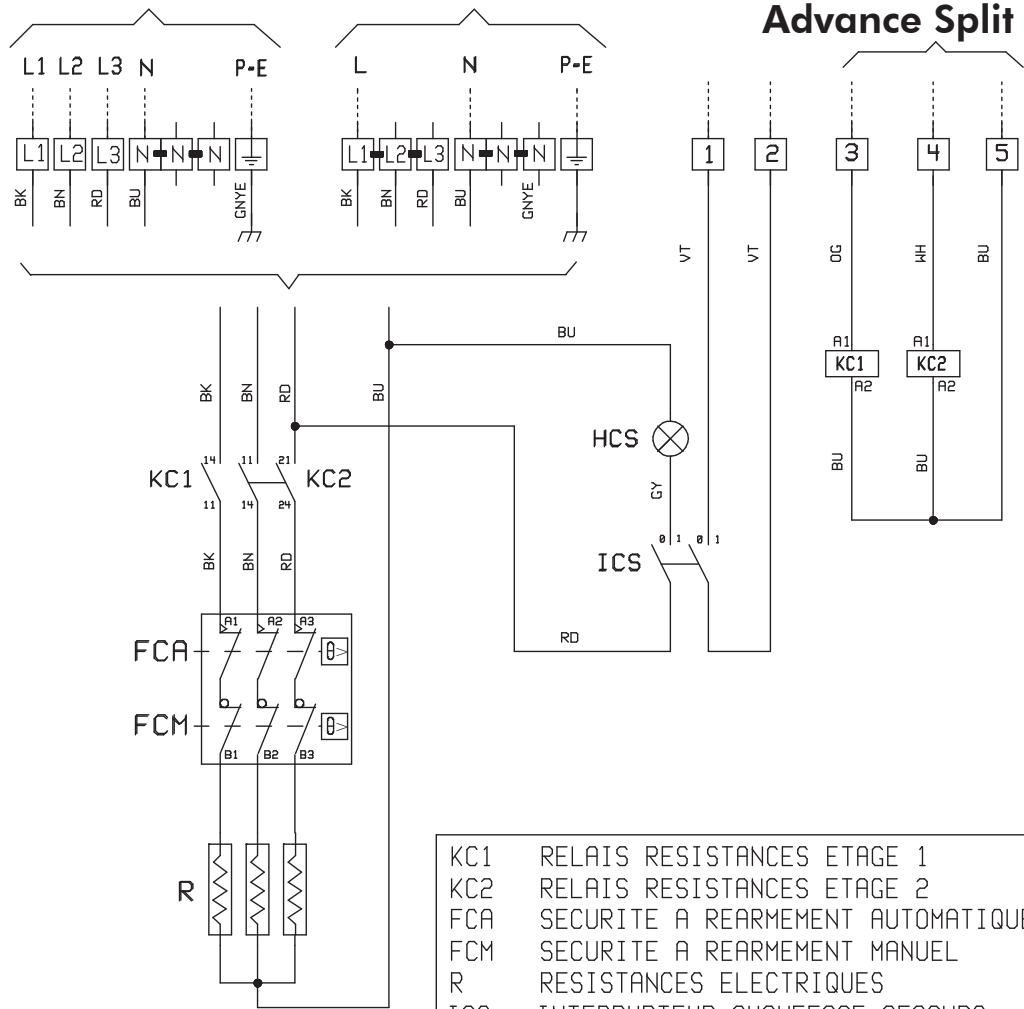 Advance Split
L1 L2 L3 N P-E
L N P-E
L1 L2 L3 N N N
L1 L2 L3 N N N
1 2 3 4 5
BK BN RD BU GNYE
BK BN RD BU GNYE
VT VT OG WH BU
BU
A1 A1
KC1 KC2
A2 A2
BK BN RD BU
HCS
BU BU
14 11 21
KC1 KC2
11 14 24
GY
0 1 0 1
ICS
BK BN RD
A1 A2 A3
FCA θ>
RD
FCM θ>
B1 B2 B3
R
KC1 RELAIS RESISTANCES ETAGE 1
KC2 RELAIS RESISTANCES ETAGE 2
FCA SECURITE A REARMEMENT AUTOMATIQUE
FCM SECURITE A REARMEMENT MANUEL
R RESISTANCES ELECTRIQUES